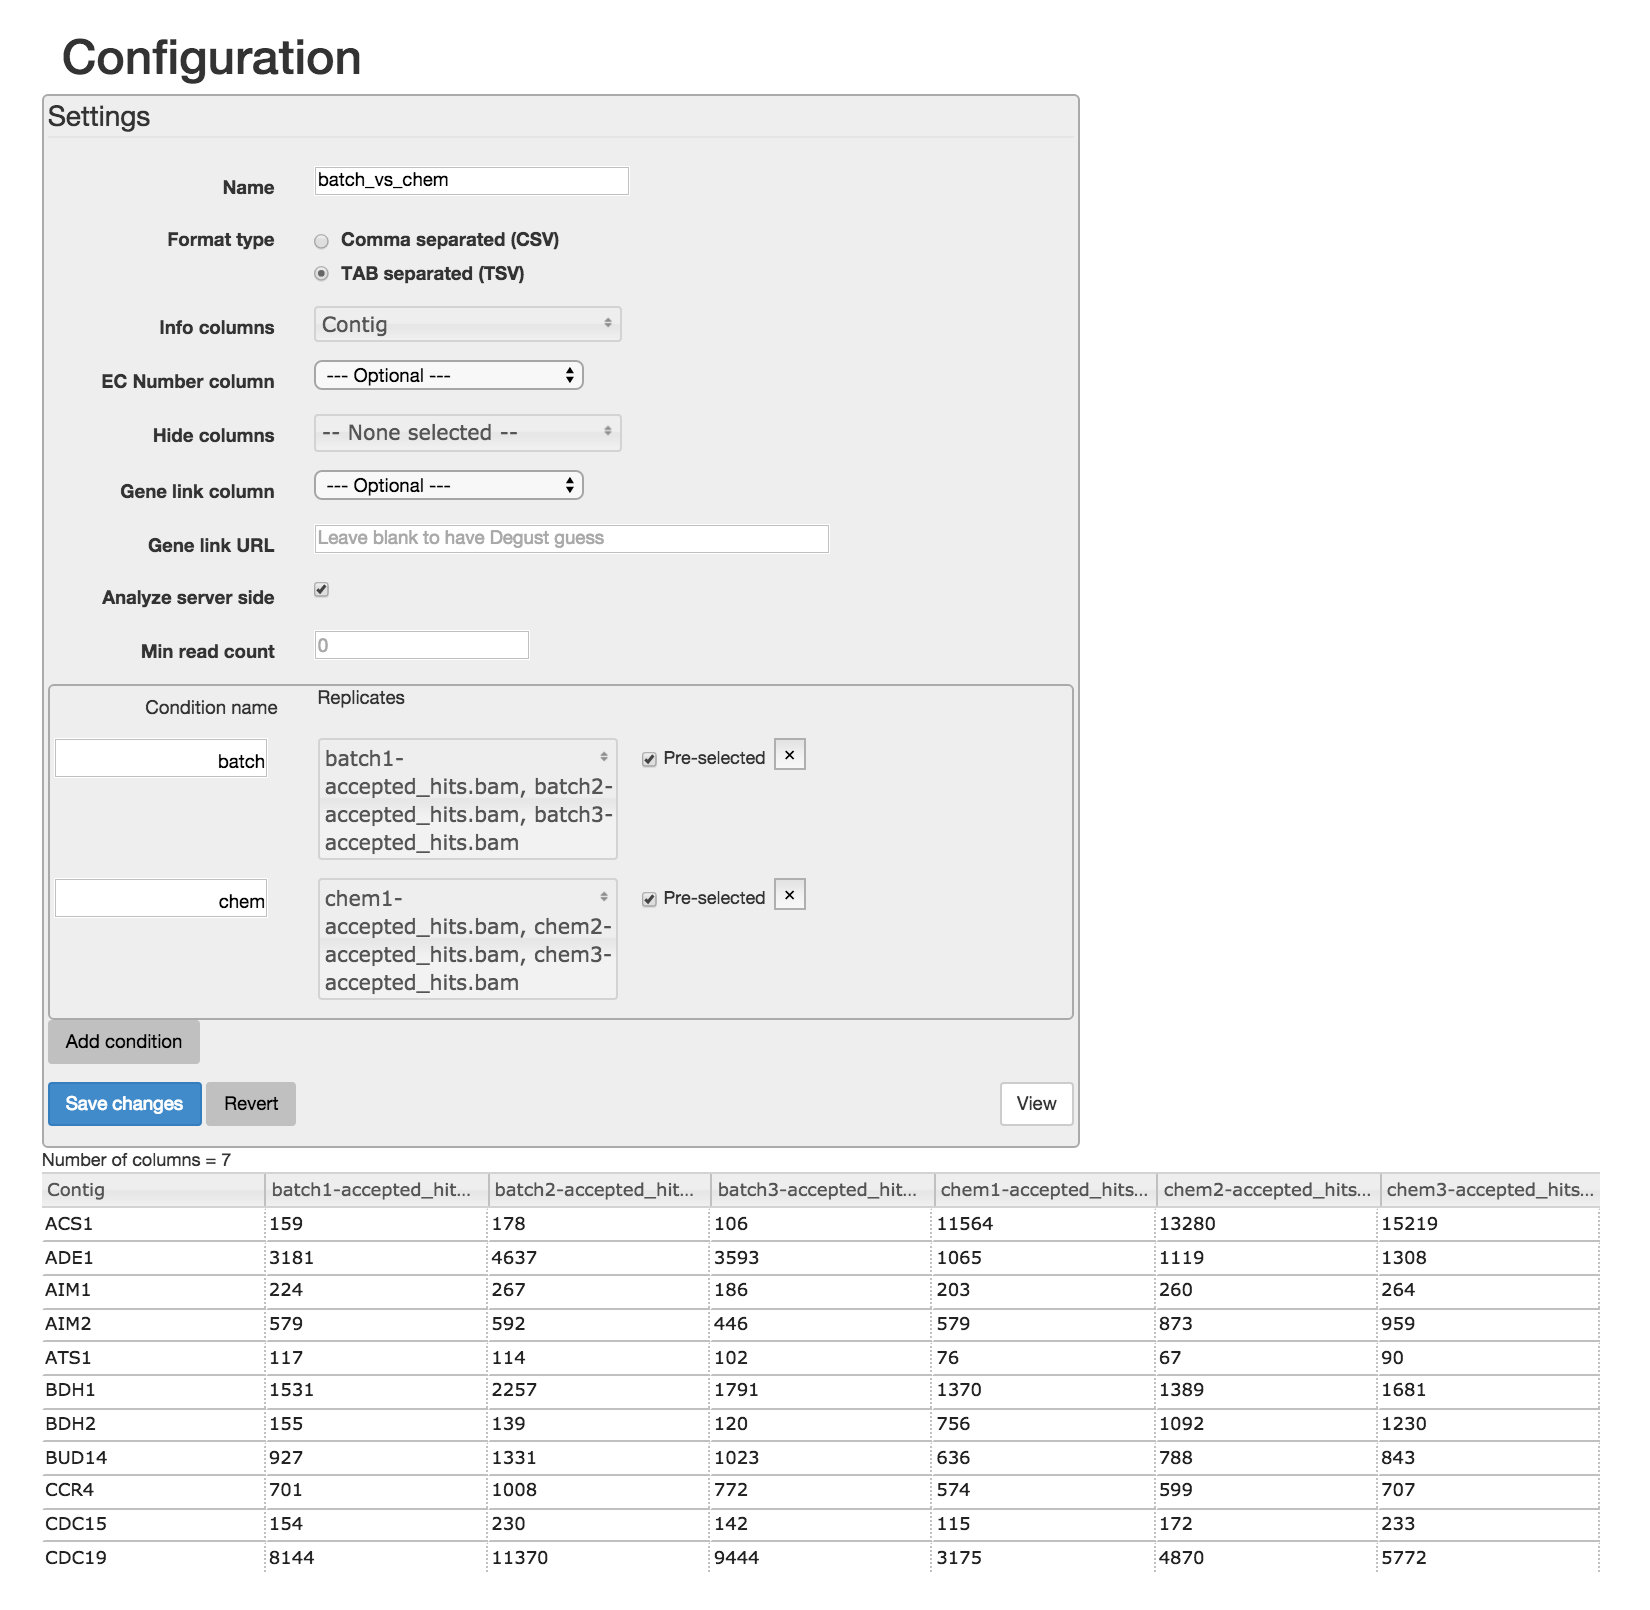 Configuration
Settings
Name batch_vs_chem
Format type Comma separated (CSV)
TAB separated (TSV)
Info columns Contig
EC Number column --- Optional ---
Hide columns -- None selected --
Gene link column --- Optional ---
Gene link URL Leave blank to have Degust guess
Analyze server side
Min read count 0
Condition name Replicates
batch batch1- Pre-selected ×
accepted_hits.bam, batch2-
accepted_hits.bam, batch3-
accepted_hits.bam
chem chem1- Pre-selected ×
accepted_hits.bam, chem2-
accepted_hits.bam, chem3-
accepted_hits.bam
Add condition
Save changes Revert View
Number of columns = 7
Contig batch1-accepted_hit... batch2-accepted_hit... batch3-accepted_hit... chem1-accepted_hits... chem2-accepted_hits... chem3-accepted_hits...
ACS1 159 178 106 11564 13280 15219
ADE1 3181 4637 3593 1065 1119 1308
AIM1 224 267 186 203 260 264
AIM2 579 592 446 579 873 959
ATS1 117 114 102 76 67 90
BDH1 1531 2257 1791 1370 1389 1681
BDH2 155 139 120 756 1092 1230
BUD14 927 1331 1023 636 788 843
CCR4 701 1008 772 574 599 707
CDC15 154 230 142 115 172 233
CDC19 8144 11370 9444 3175 4870 5772